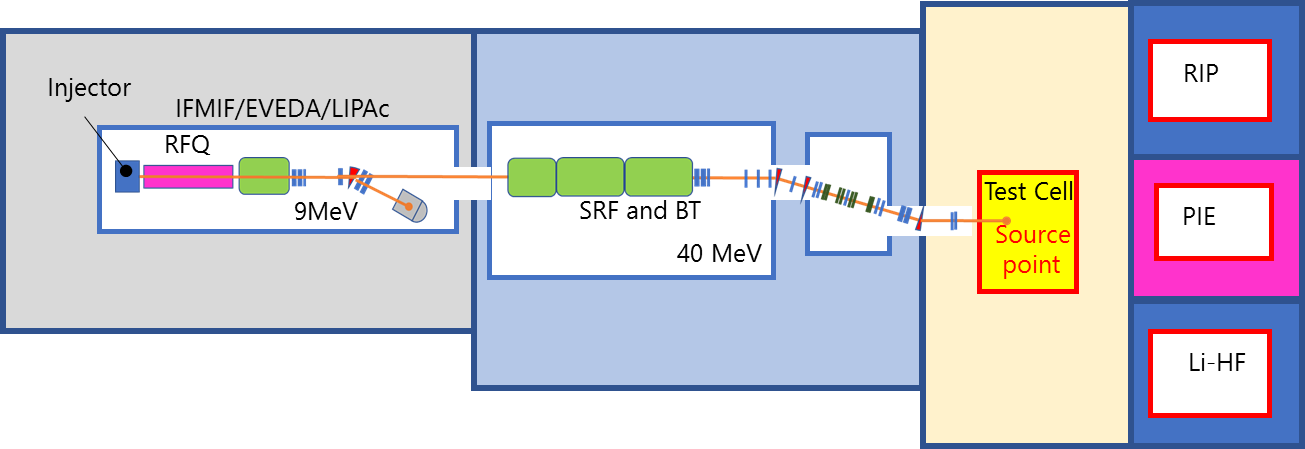 Injector
IFMIF/EVEDA/LIPAc
RFQ
9MeV
SRF and BT
40 MeV
Test Cell
Source
point
RIP
PIE
Li-HF